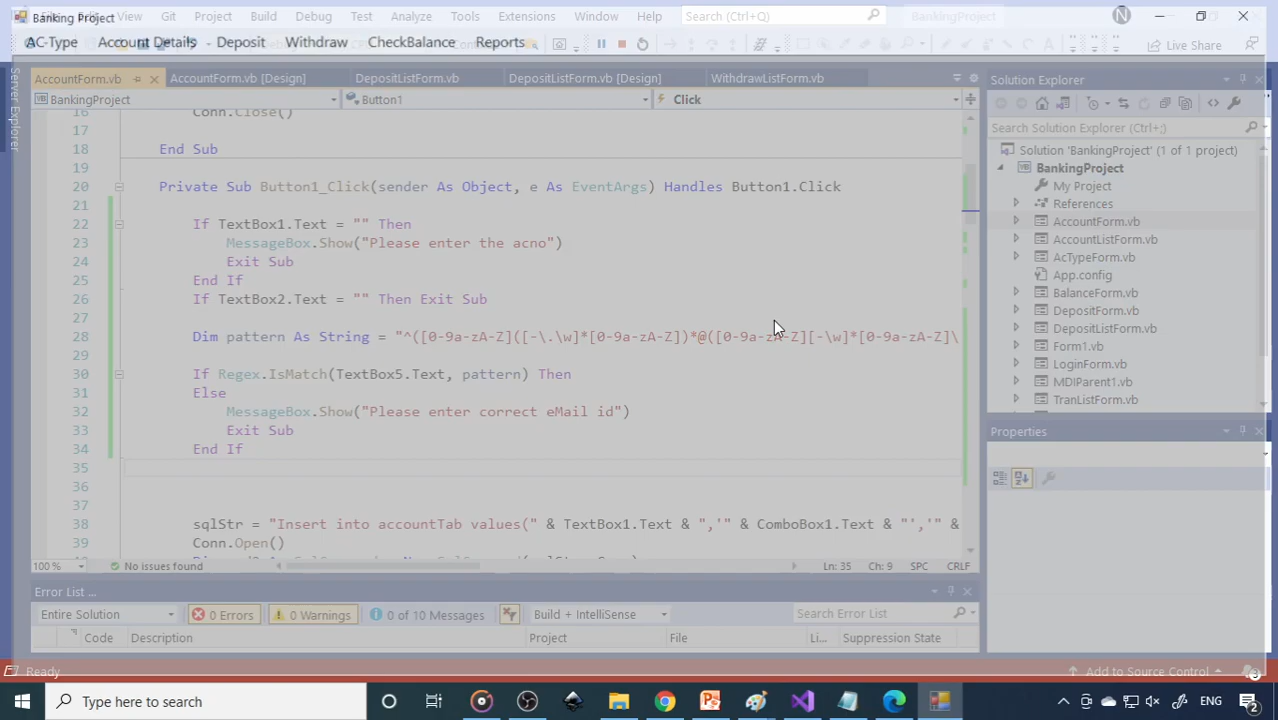 Banking Project
View Git Project Build Debug Test Analyze Tools Extensions Window Help Search (Ctrl+Q) BankingProject N
AC-Type Account Details Deposit Withdraw CheckBalance Reports
Live Share
Server Explorer
AccountForm.vb AccountForm.vb [Design] DepositListForm.vb DepositListForm.vb [Design] WithdrawListForm.vb
BankingProject Button1 Click
16 Conn.Close()
17
18 End Sub
19
20 Private Sub Button1_Click(sender As Object, e As EventArgs) Handles Button1.Click
21
22 If TextBox1.Text = "" Then
23 MessageBox.Show("Please enter the acno")
24 Exit Sub
25 End If
26 If TextBox2.Text = "" Then Exit Sub
27
28 Dim pattern As String = "^([0-9a-zA-Z]([-\.\w]*[0-9a-zA-Z])*@([0-9a-zA-Z][-\w]*[0-9a-zA-Z]\
29
30 If Regex.IsMatch(TextBox5.Text, pattern) Then
31 Else
32 MessageBox.Show("Please enter correct eMail id")
33 Exit Sub
34 End If
35
36
37
38 sqlStr = "Insert into accountTab values(" & TextBox1.Text & ",'" & ComboBox1.Text & "','" &
39 Conn.Open()
100 % No issues found Ln: 35 Ch: 9 SPC CRLF
Error List ...
Entire Solution 0 Errors 0 Warnings 0 of 10 Messages Build + IntelliSense Search Error List
Code Description Project File Li... Suppression State
Solution Explorer
Search Solution Explorer (Ctrl+;)
Solution 'BankingProject' (1 of 1 project)
BankingProject
My Project
References
AccountForm.vb
AccountListForm.vb
AcTypeForm.vb
App.config
BalanceForm.vb
DepositForm.vb
DepositListForm.vb
Form1.vb
LoginForm.vb
MDIParent1.vb
TranListForm.vb
Properties
Ready Add to Source Control 3
Type here to search ENG 2